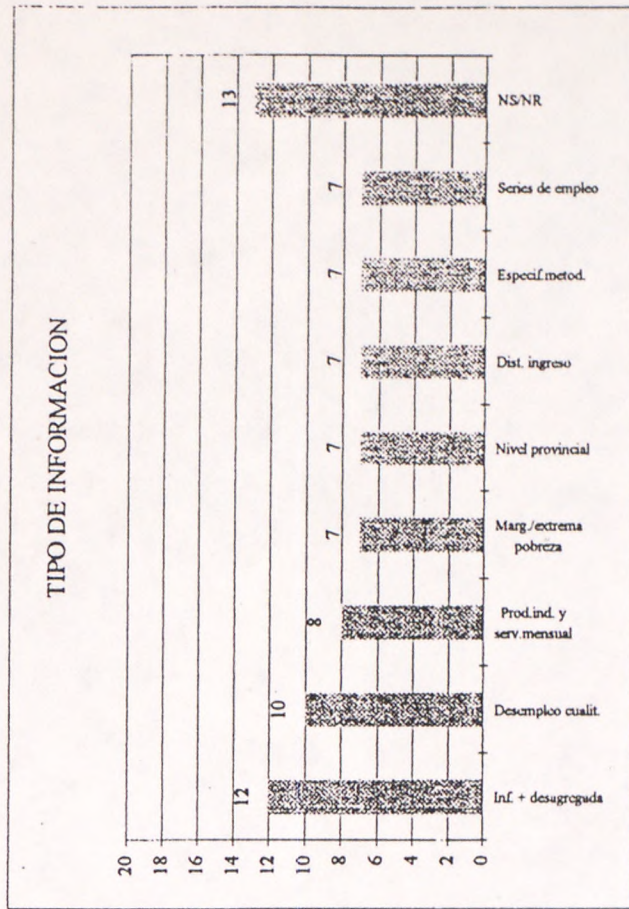 TIPO DE INFORMACION
20
18
16
14
12
10
8
6
4
2
0
12
10
8
7
7
7
7
7
13
Inf. + desagregada
Desempleo cualit.
Prod.ind. y
serv.mensual
Marg./extrema
pobreza
Nivel provincial
Dist. ingreso
Especif.metod.
Series de empleo
NS/NR